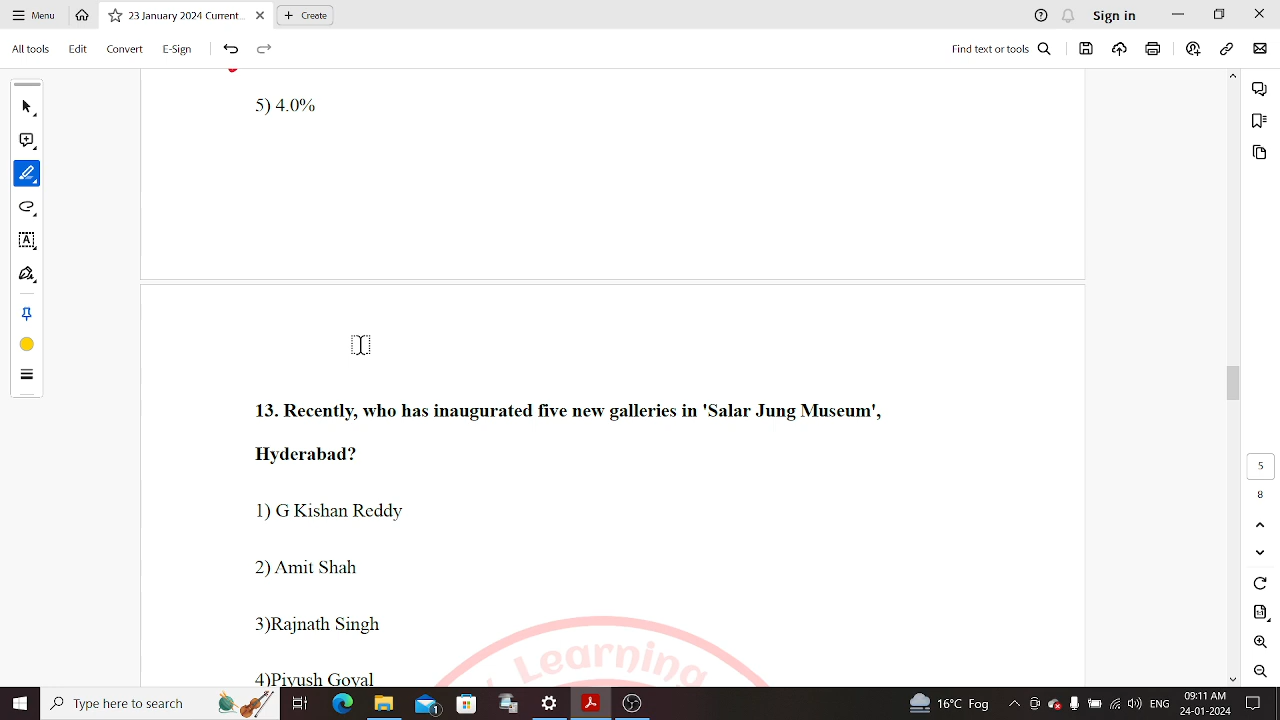 Menu
23 January 2024 Current...
Create
Sign in
All tools
Edit
Convert
E-Sign
Find text or tools
5) 4.0%
13. Recently, who has inaugurated five new galleries in 'Salar Jung Museum',
Hyderabad?
1) G Kishan Reddy
2) Amit Shah
3)Rajnath Singh
4)Piyush Goyal
Learning
5
8
Type here to search
16°C Fog
ENG
09:11 AM
24-01-2024